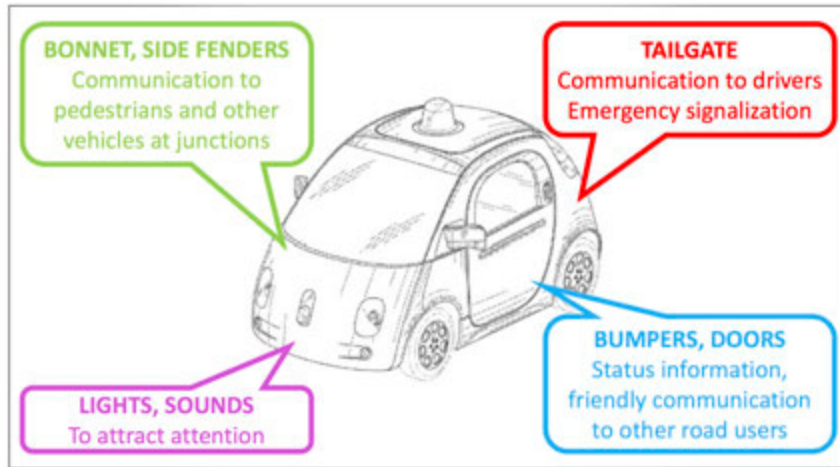 BONNET, SIDE FENDERS
Communication to
pedestrians and other
vehicles at junctions
TAILGATE
Communication to drivers
Emergency signalization
LIGHTS, SOUNDS
To attract attention
BUMPERS, DOORS
Status information,
friendly communication
to other road users